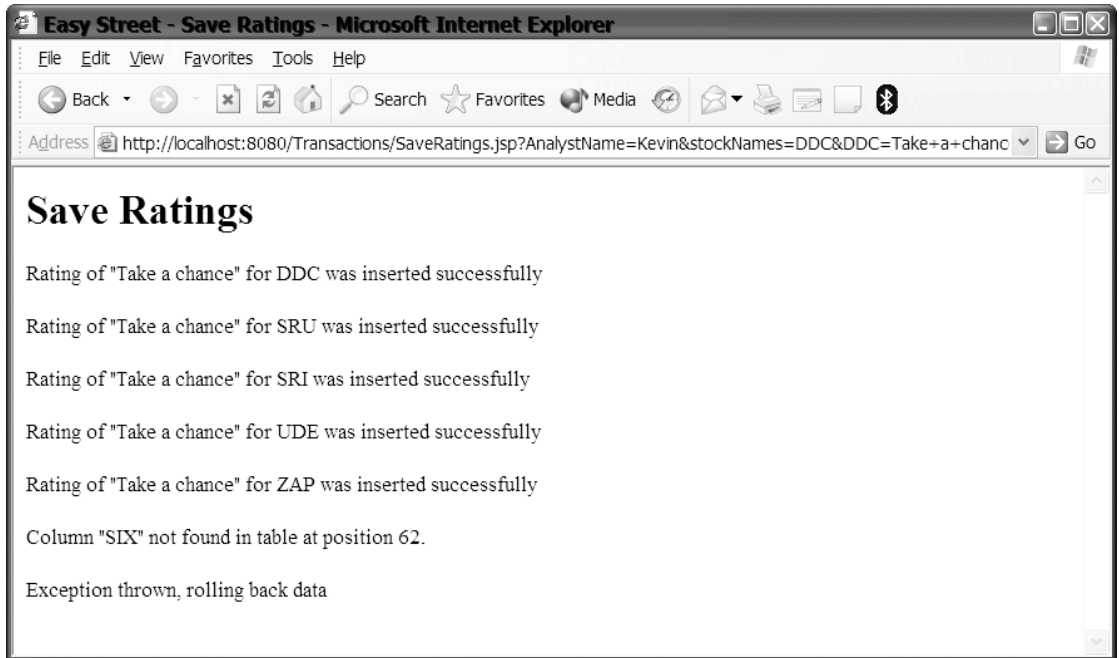 Easy Street - Save Ratings - Microsoft Internet Explorer
File Edit View Favorites Tools Help
Back Search Favorites Media
Address http://localhost:8080/Transactions/SaveRatings.jsp?AnalystName=Kevin&stockNames=DDC&DDC=Take+a+chanc Go
Save Ratings
Rating of "Take a chance" for DDC was inserted successfully
Rating of "Take a chance" for SRU was inserted successfully
Rating of "Take a chance" for SRI was inserted successfully
Rating of "Take a chance" for UDE was inserted successfully
Rating of "Take a chance" for ZAP was inserted successfully
Column "SIX" not found in table at position 62.
Exception thrown, rolling back data